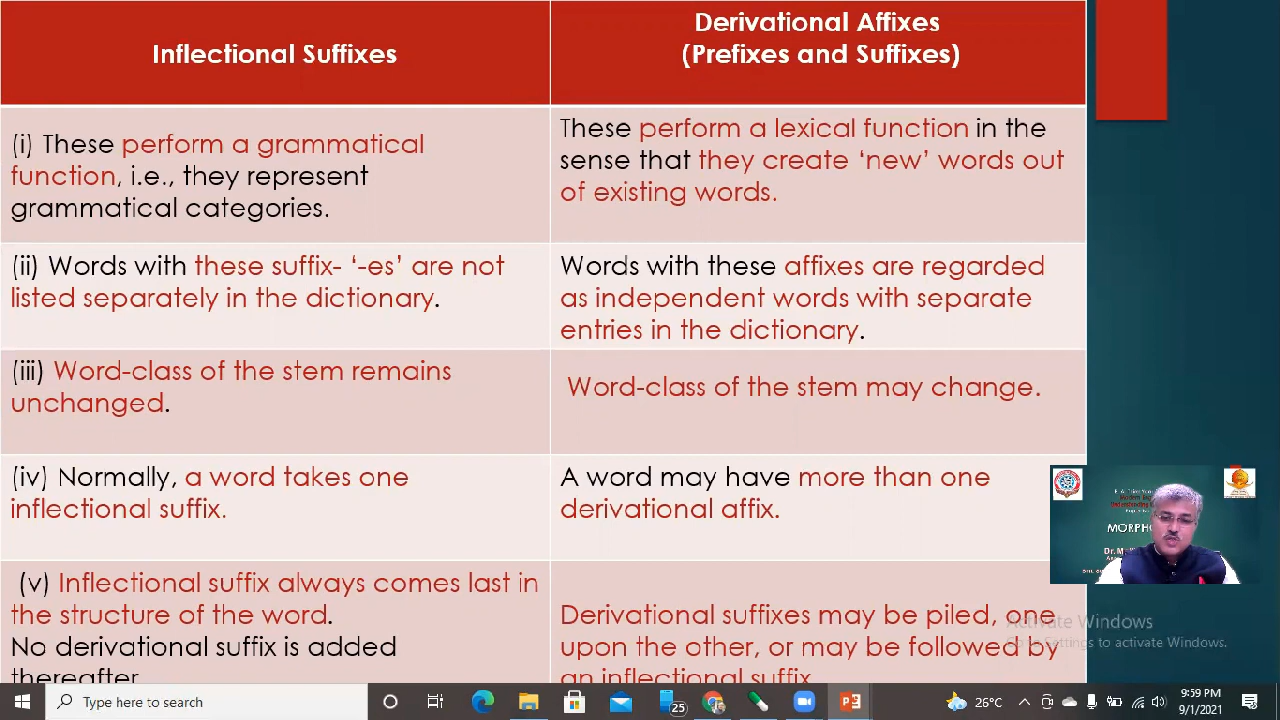 Inflectional Suffixes
Derivational Affixes
(Prefixes and Suffixes)
(i) These perform a grammatical
function, i.e., they represent
grammatical categories.
These perform a lexical function in the
sense that they create ‘new’ words out
of existing words.
(ii) Words with these suffix- ‘-es’ are not
listed separately in the dictionary.
Words with these affixes are regarded
as independent words with separate
entries in the dictionary.
(iii) Word-class of the stem remains
unchanged.
Word-class of the stem may change.
(iv) Normally, a word takes one
inflectional suffix.
A word may have more than one
derivational affix.
(v) Inflectional suffix always comes last in
the structure of the word.
No derivational suffix is added
thereafter
Derivational suffixes may be piled, one
upon the other, or may be followed by
an inflectional suffix
MORPH
Dr. M
Activate Windows
Go to Settings to activate Windows.
Type here to search
25
26°C
9:59 PM
9/1/2021